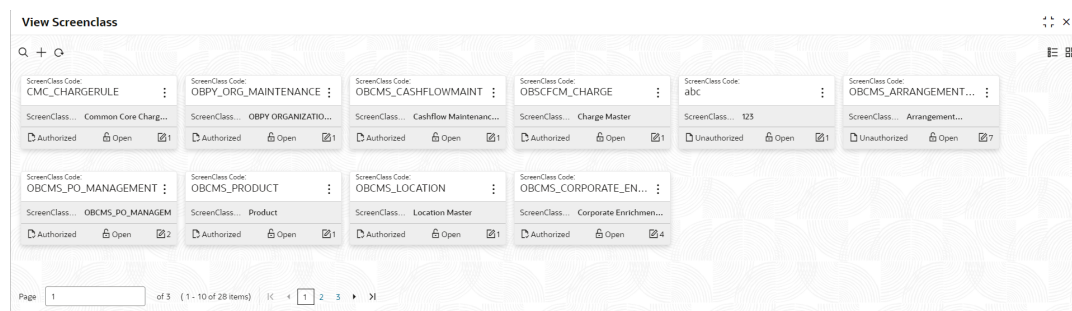 View Screenclass
ScreenClass Code:
CMC_CHARGERULE
ScreenClass... Common Core Charg...
Authorized Open 1
ScreenClass Code:
OBPY_ORG_MAINTENANCE
ScreenClass... OBPY ORGANIZATIO...
Authorized Open 1
ScreenClass Code:
OBCMS_CASHFLOWMAINT
ScreenClass... Cashflow Maintenanc...
Authorized Open 1
ScreenClass Code:
OBSCFCM_CHARGE
ScreenClass... Charge Master
Authorized Open 1
ScreenClass Code:
abc
ScreenClass... 123
Unauthorized Open 1
ScreenClass Code:
OBCMS_ARRANGEMENT...
ScreenClass... Arrangement...
Unauthorized Open 7
ScreenClass Code:
OBCMS_PO_MANAGEMENT
ScreenClass... OBCMS_PO_MANAGEM
Authorized Open 2
ScreenClass Code:
OBCMS_PRODUCT
ScreenClass... Product
Authorized Open 1
ScreenClass Code:
OBCMS_LOCATION
ScreenClass... Location Master
Authorized Open 1
ScreenClass Code:
OBCMS_CORPORATE_EN...
ScreenClass... Corporate Enrichmen...
Authorized Open 4
Page 1 of 3 ( 1 - 10 of 28 items) 1 2 3